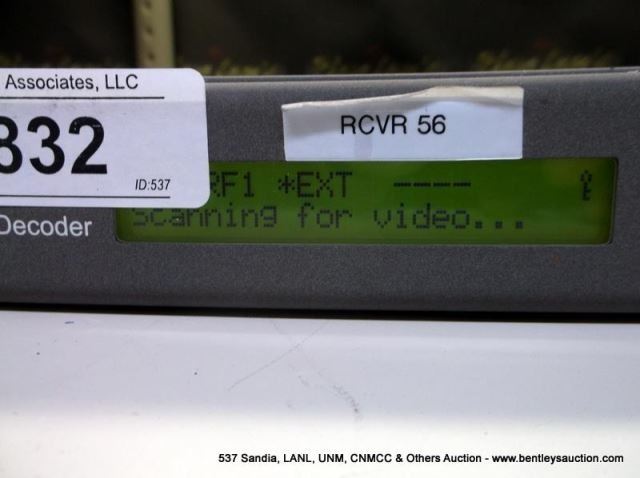 Associates, LLC
832
ID:537
RCVR 56
RF1 *EXT ----
Scanning for video...
Decoder
537 Sandia, LANL, UNM, CNMCC & Others Auction - www.bentleysauction.com